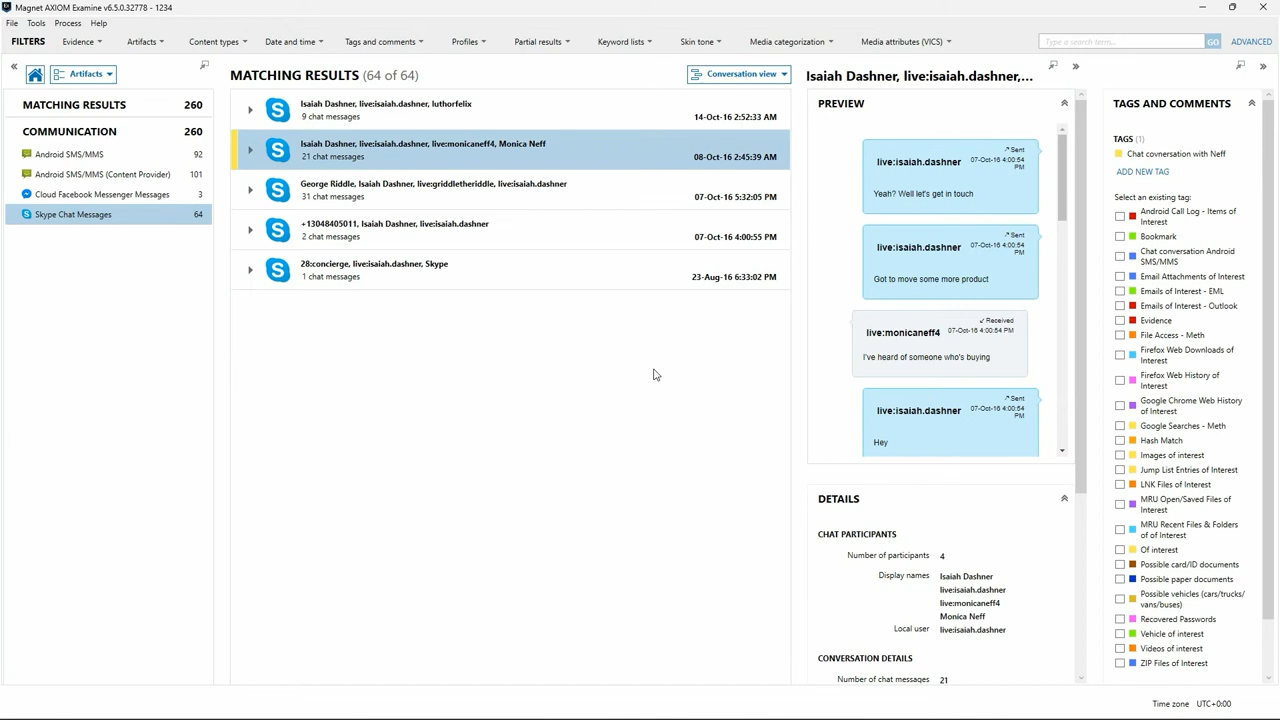 Magnet AXIOM Examine v6.5.0.32778 - 1234
File Tools Process Help
FILTERS Evidence Artifacts Content types Date and time Tags and comments Profiles Partial results Keyword lists Skin tone Media categorization Media attributes (VICS) Type a search term... GO ADVANCED
Artifacts
MATCHING RESULTS 260
COMMUNICATION 260
Android SMS/MMS 92
Android SMS/MMS (Content Provider) 101
Cloud Facebook Messenger Messages 3
Skype Chat Messages 64
MATCHING RESULTS (64 of 64)
Conversation view
Isaiah Dashner, live:isaiah.dashner, luthorfelix
9 chat messages 14-Oct-16 2:52:33 AM
Isaiah Dashner, live:isaiah.dashner, live:monicaneff4, Monica Neff
21 chat messages 08-Oct-16 2:45:39 AM
George Riddle, Isaiah Dashner, live:griddletheriddle, live:isaiah.dashner
31 chat messages 07-Oct-16 5:32:05 PM
+13048405011, Isaiah Dashner, live:isaiah.dashner
2 chat messages 07-Oct-16 4:00:55 PM
28:concierge, live:isaiah.dashner, Skype
1 chat messages 23-Aug-16 6:33:02 PM
Isaiah Dashner, live:isaiah.dashner,...
PREVIEW
Sent
live:isaiah.dashner 07-Oct-16 4:00:54
PM
Yeah? Well let's get in touch
Sent
live:isaiah.dashner 07-Oct-16 4:00:54
PM
Got to move some more product
Received
live:monicaneff4 07-Oct-16 4:00:54 PM
I've heard of someone who's buying
Sent
live:isaiah.dashner 07-Oct-16 4:00:54
PM
Hey
DETAILS
CHAT PARTICIPANTS
Number of participants 4
Display names Isaiah Dashner
live:isaiah.dashner
live:monicaneff4
Monica Neff
Local user live:isaiah.dashner
CONVERSATION DETAILS
Number of chat messages 21
TAGS AND COMMENTS
TAGS (1)
Chat covnersation with Neff
ADD NEW TAG
Select an existing tag:
Android Call Log - Items of
Interest
Bookmark
Chat conversation Android
SMS/MMS
Email Attachments of Interest
Emails of Interest - EML
Emails of Interest - Outlook
Evidence
File Access - Meth
Firefox Web Downloads of
Interest
Firefox Web History of
Interest
Google Chrome Web History
of Interest
Google Searches - Meth
Hash Match
Images of interest
Jump List Entries of Interest
LNK Files of Interest
MRU Open/Saved Files of
Interest
MRU Recent Files & Folders
of of Interest
Of interest
Possible card/ID documents
Possible paper documents
Possible vehicles (cars/trucks/
vans/buses)
Recovered Passwords
Vehicle of interest
Videos of interest
ZIP Files of Interest
Time zone UTC+0:00